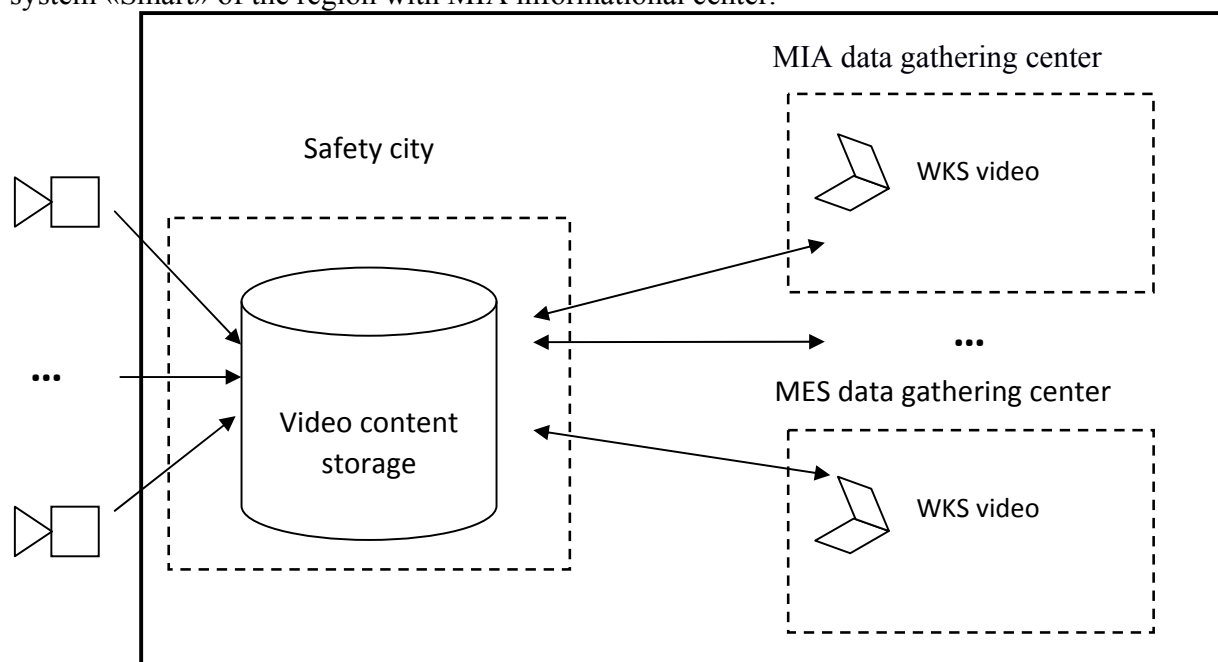 system «Smart» of the region with MIA informational center.
MIA data gathering center
Safety city
WKS video
...
...
MES data gathering center
Video content
storage
WKS video